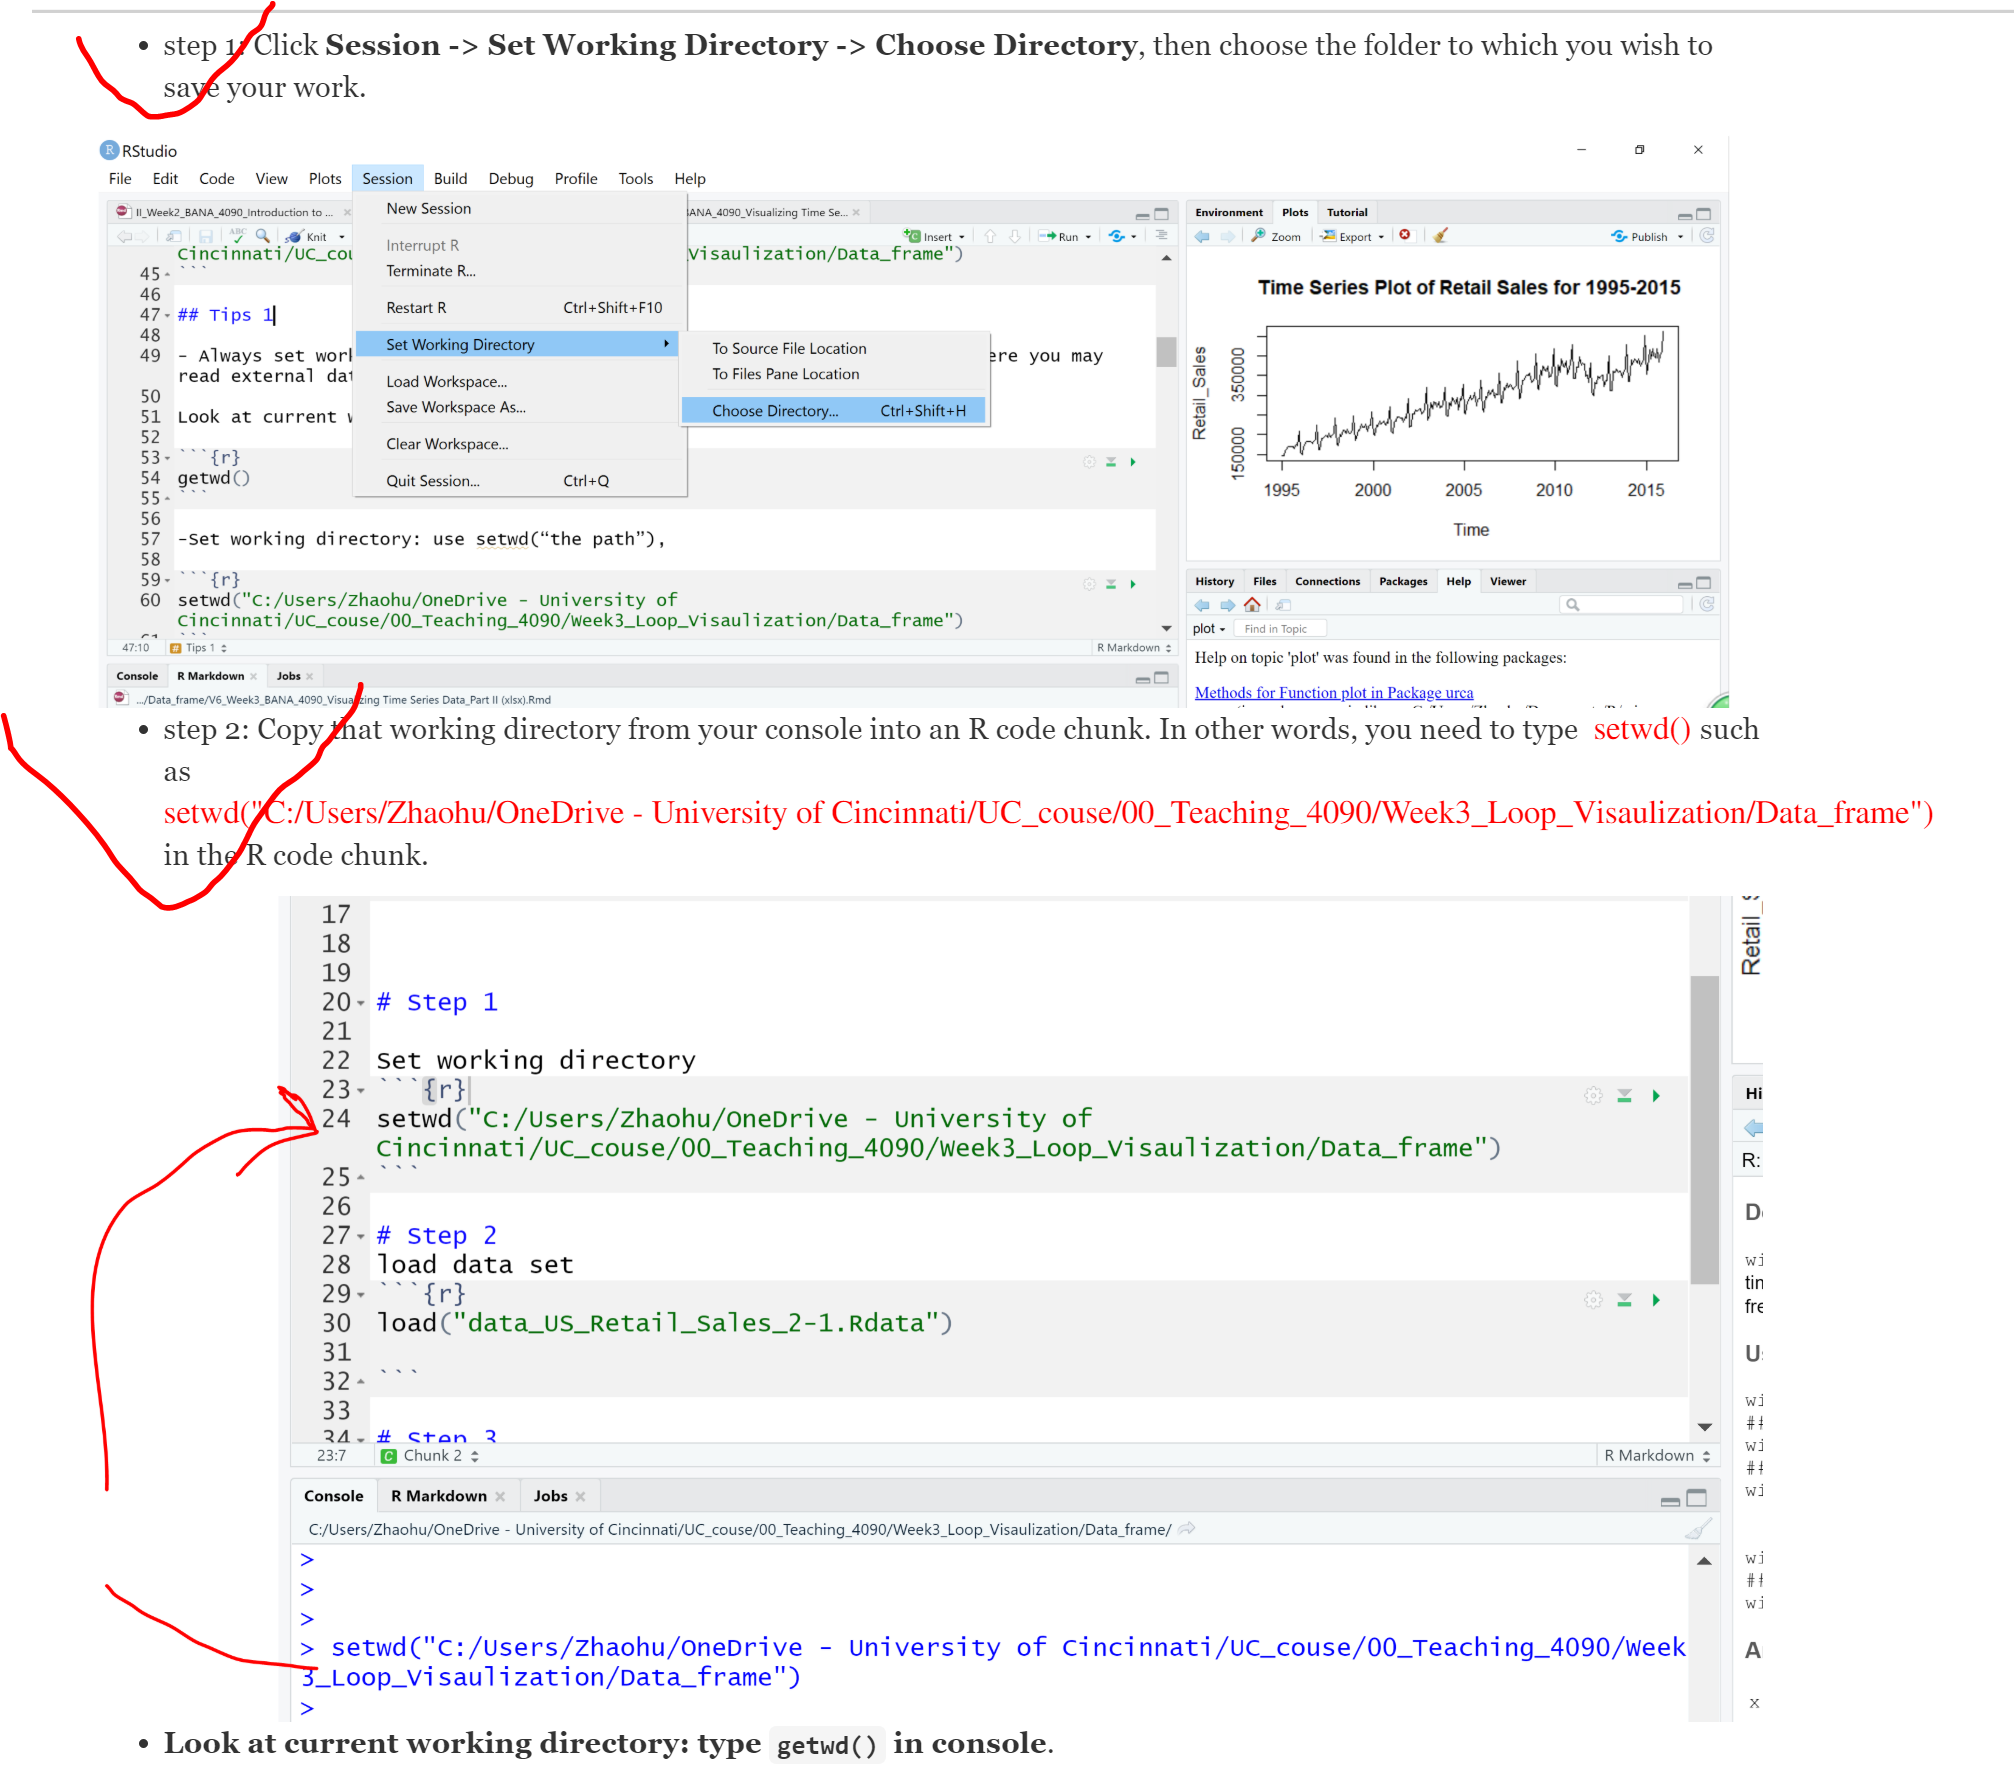 • step 1: Click Session -> Set Working Directory -> Choose Directory, then choose the folder to which you wish to
save your work.
RStudio
File Edit Code View Plots Session Build Debug Profile Tools Help
II_Week2_BANA_4090_Introduction to ...
New Session
Interrupt R
Terminate R...
Restart R Ctrl+Shift+F10
Set Working Directory
Load Workspace...
Save Workspace As...
Clear Workspace...
Quit Session... Ctrl+Q
To Source File Location
To Files Pane Location
Choose Directory... Ctrl+Shift+H
ANA_4090_Visualizing Time Se...
ABC Knit Insert Run
Cincinnati/UC_cou Visaulization/Data_frame")
45 ```
46
47 ## Tips 1
48
49 - Always set work ere you may
read external dat
50
51 Look at current w
52
53 ```{r}
54 getwd()
55 ```
56
57 -Set working directory: use setwd(“the path”),
58
59 ```{r}
60 setwd("C:/Users/Zhaohu/OneDrive - University of
Cincinnati/UC_couse/00_Teaching_4090/Week3_Loop_Visaulization/Data_frame")
61 ```
47:10 # Tips 1 R Markdown
Console R Markdown Jobs
.../Data_frame/V6_Week3_BANA_4090_Visualizing Time Series Data_Part II (xlsx).Rmd
Environment Plots Tutorial
Zoom Export Publish
Time Series Plot of Retail Sales for 1995-2015
Retail_Sales
150000 350000
1995 2000 2005 2010 2015
Time
History Files Connections Packages Help Viewer
plot Find in Topic
Help on topic 'plot' was found in the following packages:
Methods for Function plot in Package urca
• step 2: Copy that working directory from your console into an R code chunk. In other words, you need to type setwd() such
as
setwd("C:/Users/Zhaohu/OneDrive - University of Cincinnati/UC_couse/00_Teaching_4090/Week3_Loop_Visaulization/Data_frame")
in the R code chunk.
17
18
19
20 # Step 1
21
22 Set working directory
23 ```{r}
24 setwd("C:/Users/Zhaohu/OneDrive - University of
Cincinnati/UC_couse/00_Teaching_4090/Week3_Loop_Visaulization/Data_frame")
25 ```
26
27 # Step 2
28 load data set
29 ```{r}
30 load("data_US_Retail_Sales_2-1.Rdata")
31
32 ```
33
34 # Step 3
23:7 C Chunk 2 R Markdown
Console R Markdown Jobs
C:/Users/Zhaohu/OneDrive - University of Cincinnati/UC_couse/00_Teaching_4090/Week3_Loop_Visaulization/Data_frame/
>
>
>
> setwd("C:/Users/Zhaohu/OneDrive - University of Cincinnati/UC_couse/00_Teaching_4090/Week
3_Loop_Visaulization/Data_frame")
>
Retail_
Hi
R:
wi
tin
fre
wi
##
wi
##
wi
wi
##
wi
A
x
• Look at current working directory: type getwd() in console.